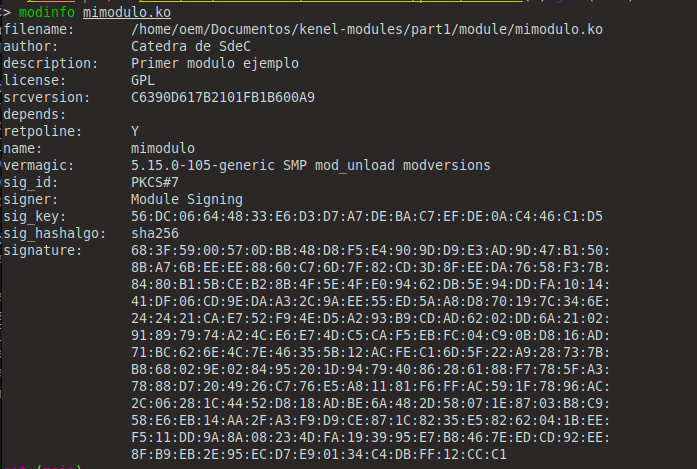 > modinfo mimodulo.ko
filename:       /home/oem/Documentos/kenel-modules/part1/module/mimodulo.ko
author:         Catedra de SdeC
description:    Primer modulo ejemplo
license:        GPL
srcversion:     C6390D617B2101FB1B600A9
depends:
retpoline:      Y
name:           mimodulo
vermagic:       5.15.0-105-generic SMP mod_unload modversions
sig_id:         PKCS#7
signer:         Module Signing
sig_key:        56:DC:06:64:48:33:E6:D3:D7:A7:DE:BA:C7:EF:DE:0A:C4:46:C1:D5
sig_hashalgo:   sha256
signature:      68:3F:59:00:57:0D:BB:48:D8:F5:E4:90:9D:D9:E3:AD:9D:47:B1:50:
8B:A7:6B:EE:EE:88:60:C7:6D:7F:82:CD:3D:8F:EE:DA:76:58:F3:7B:
84:80:B1:5B:CE:B2:8B:4F:5E:4F:E0:94:62:DB:5E:94:DD:FA:10:14:
41:DF:06:CD:9E:DA:A3:2C:9A:EE:55:ED:5A:A8:D8:70:19:7C:34:6E:
24:24:21:CA:E7:52:F9:4E:D5:A2:93:B9:CD:AD:62:02:DD:6A:21:02:
91:89:79:74:A2:4C:E6:E7:4D:C5:CA:F5:EB:FC:04:C9:0B:D8:16:AD:
71:BC:62:6E:4C:7E:46:35:5B:12:AC:FE:C1:6D:5F:22:A9:28:73:7B:
B8:68:02:9E:02:84:95:20:1D:94:79:40:86:28:61:88:F7:78:5F:A3:
78:88:D7:20:49:26:C7:76:E5:A8:11:81:F6:FF:AC:59:1F:78:96:AC:
2C:06:28:1C:44:52:D8:18:AD:BE:6A:48:2D:58:07:1E:87:03:B8:C9:
58:E6:EB:14:AA:2F:A3:F9:D9:CE:87:1C:82:35:E5:82:62:04:1B:EE:
F5:11:DD:9A:8A:08:23:4D:FA:19:39:95:E7:B8:46:7E:ED:CD:92:EE:
8F:B9:EB:2E:95:EC:D7:E9:01:34:C4:DB:FF:12:CC:C1